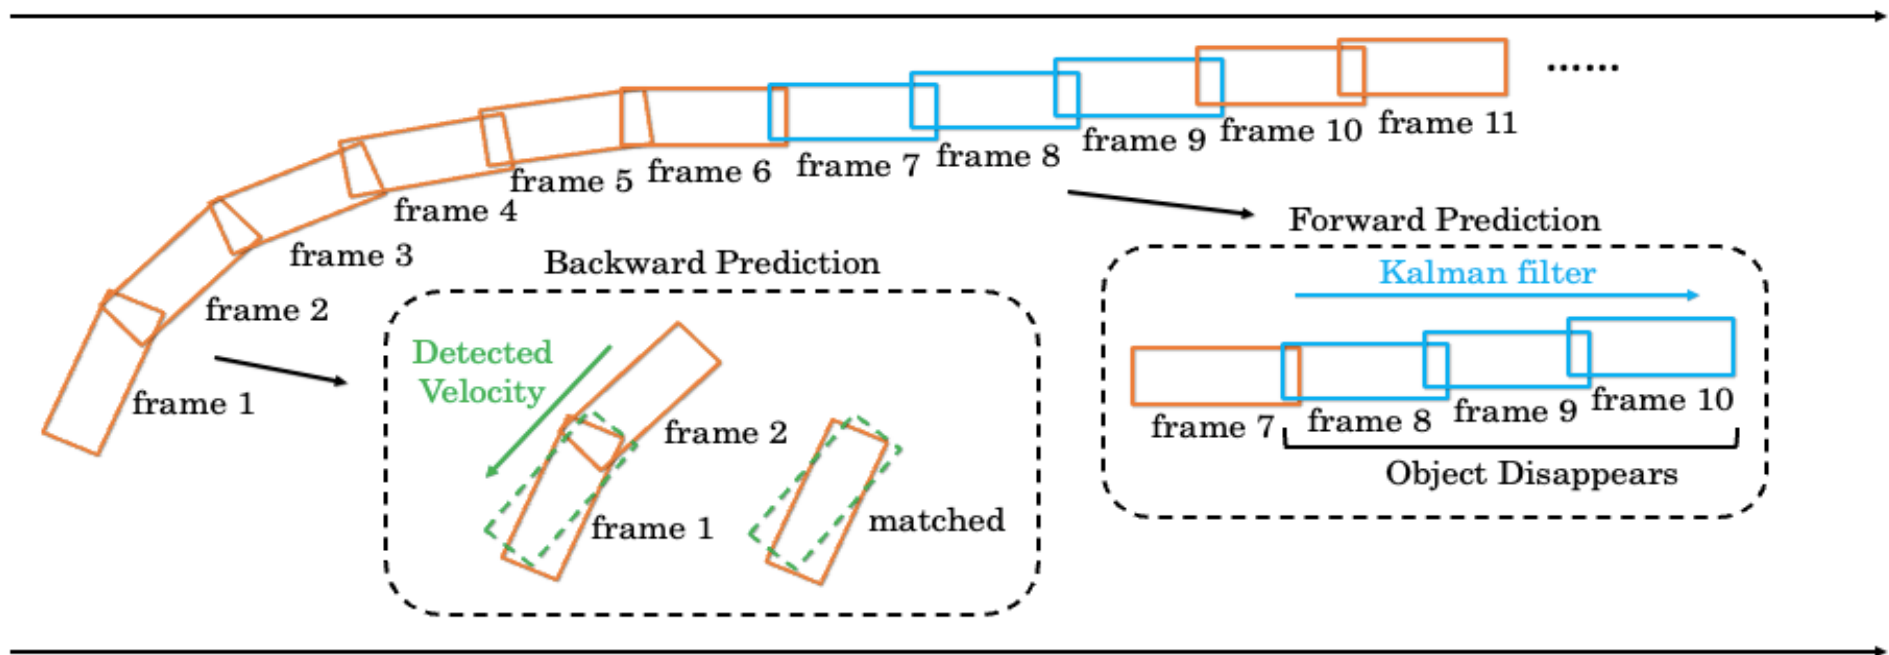 ......
frame 11
frame 10
frame 9
frame 8
frame 7
frame 6
frame 5
frame 4
frame 3
frame 2
frame 1
Backward Prediction
Detected
Velocity
frame 2
frame 1
matched
Forward Prediction
Kalman filter
frame 7
frame 8
frame 9
frame 10
Object Disappears